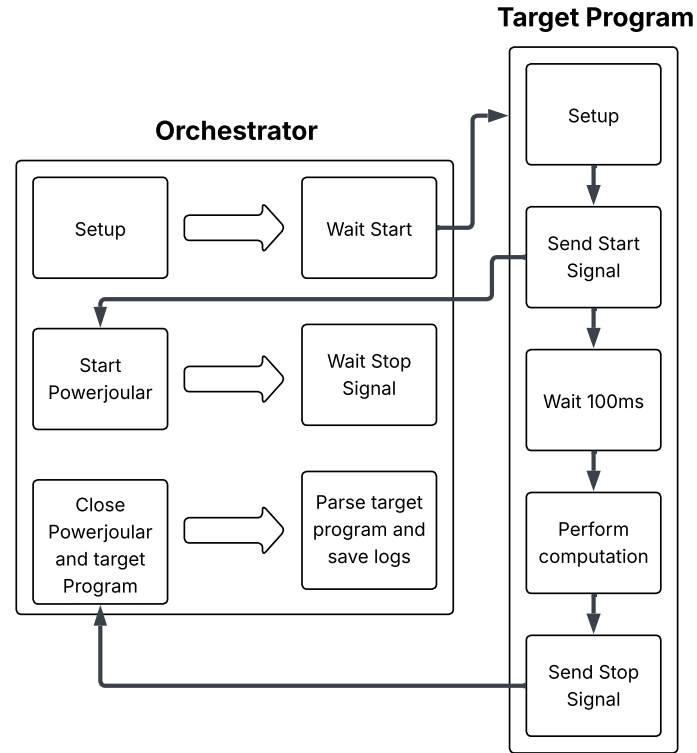 Target Program
Orchestrator
Setup
Wait Start
Start
Powerjoular
Wait Stop
Signal
Close
Powerjoular
and target
Program
Parse target
program and
save logs
Setup
Send Start
Signal
Wait 100ms
Perform
computation
Send Stop
Signal